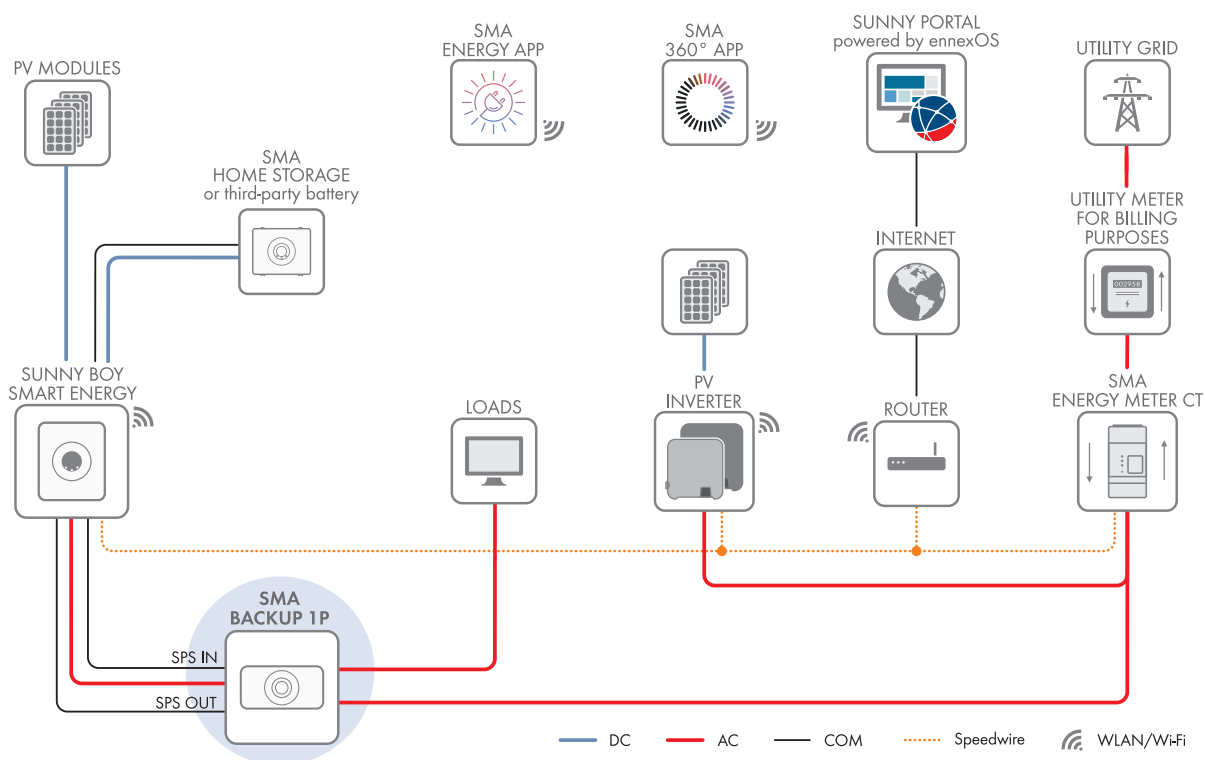 PV MODULES
SMA
HOME STORAGE
or third-party battery
SMA
ENERGY APP
SMA
360° APP
SUNNY PORTAL
powered by ennexOS
UTILITY GRID
UTILITY METER
FOR BILLING
PURPOSES
002958
INTERNET
SUNNY BOY
SMART ENERGY
LOADS
PV
INVERTER
ROUTER
SMA
ENERGY METER CT
SMA
BACKUP 1P
SPS IN
SPS OUT
DC
AC
COM
Speedwire
WLAN/Wi-Fi